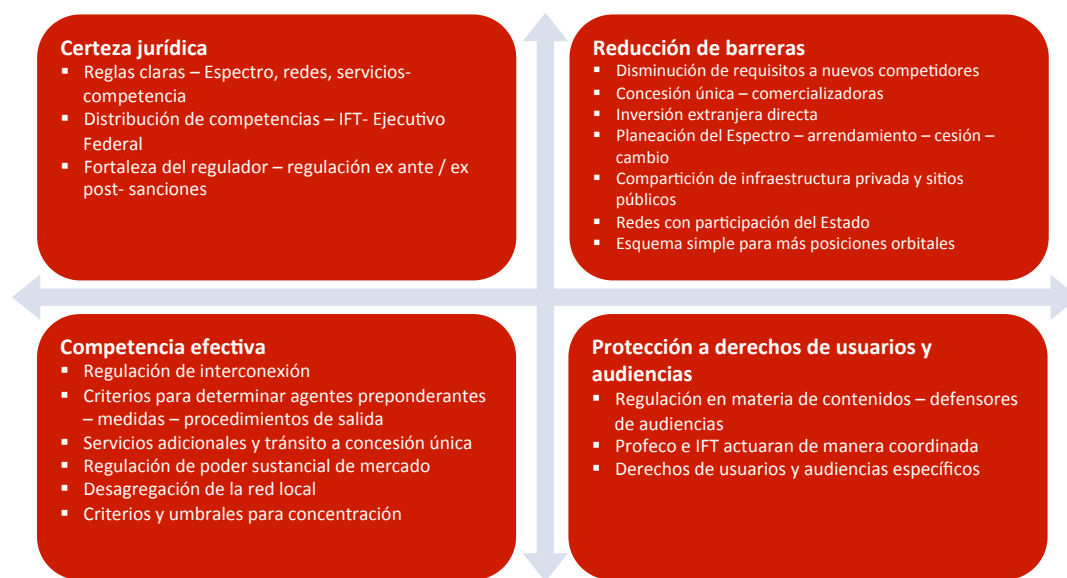 Certeza jurídica
▪ Reglas claras – Espectro, redes, servicios-
competencia
▪ Distribución de competencias – IFT- Ejecutivo
Federal
▪ Fortaleza del regulador – regulación ex ante / ex
post- sanciones
Reducción de barreras
▪ Disminución de requisitos a nuevos competidores
▪ Concesión única – comercializadoras
▪ Inversión extranjera directa
▪ Planeación del Espectro – arrendamiento – cesión –
cambio
▪ Compartición de infraestructura privada y sitios
públicos
▪ Redes con participación del Estado
▪ Esquema simple para más posiciones orbitales
Competencia efectiva
▪ Regulación de interconexión
▪ Criterios para determinar agentes preponderantes
– medidas – procedimientos de salida
▪ Servicios adicionales y tránsito a concesión única
▪ Regulación de poder sustancial de mercado
▪ Desagregación de la red local
▪ Criterios y umbrales para concentración
Protección a derechos de usuarios y
audiencias
▪ Regulación en materia de contenidos – defensores
de audiencias
▪ Profeco e IFT actuaran de manera coordinada
▪ Derechos de usuarios y audiencias específicos